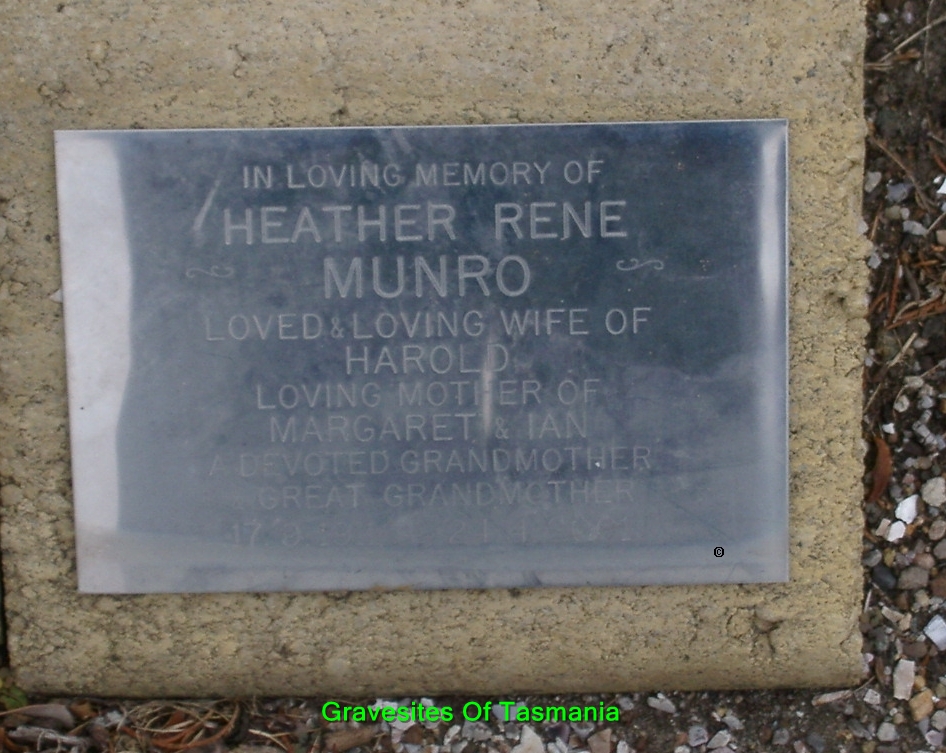 IN LOVING MEMORY OF
HEATHER RENE
MUNRO
LOVED & LOVING WIFE OF
HAROLD
LOVING MOTHER OF
MARGARET & IAN
A DEVOTED GRANDMOTHER
GREAT GRANDMOTHER
©
Gravesites Of Tasmania